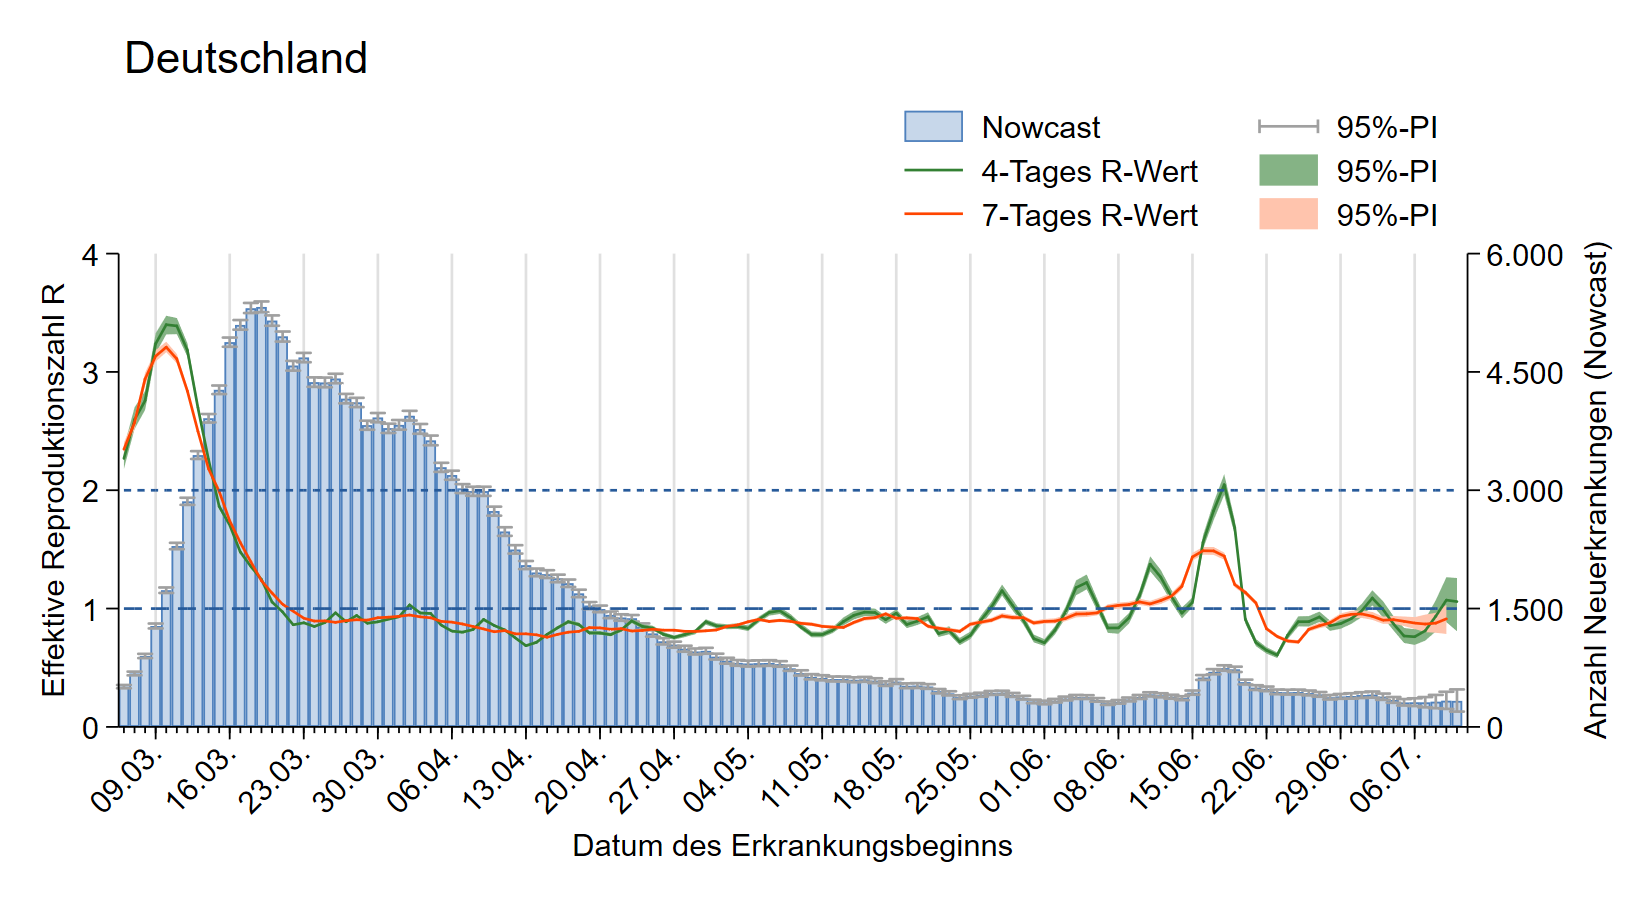 Deutschland
Nowcast 95%-PI
4-Tages R-Wert 95%-PI
7-Tages R-Wert 95%-PI
Effektive Reproduktionszahl R
4
3
2
1
0
6.000
4.500
3.000
1.500
0
Anzahl Neuerkrankungen (Nowcast)
09.03. 16.03. 23.03. 30.03. 06.04. 13.04. 20.04. 27.04. 04.05. 11.05. 18.05. 25.05. 01.06. 08.06. 15.06. 22.06. 29.06. 06.07.
Datum des Erkrankungsbeginns